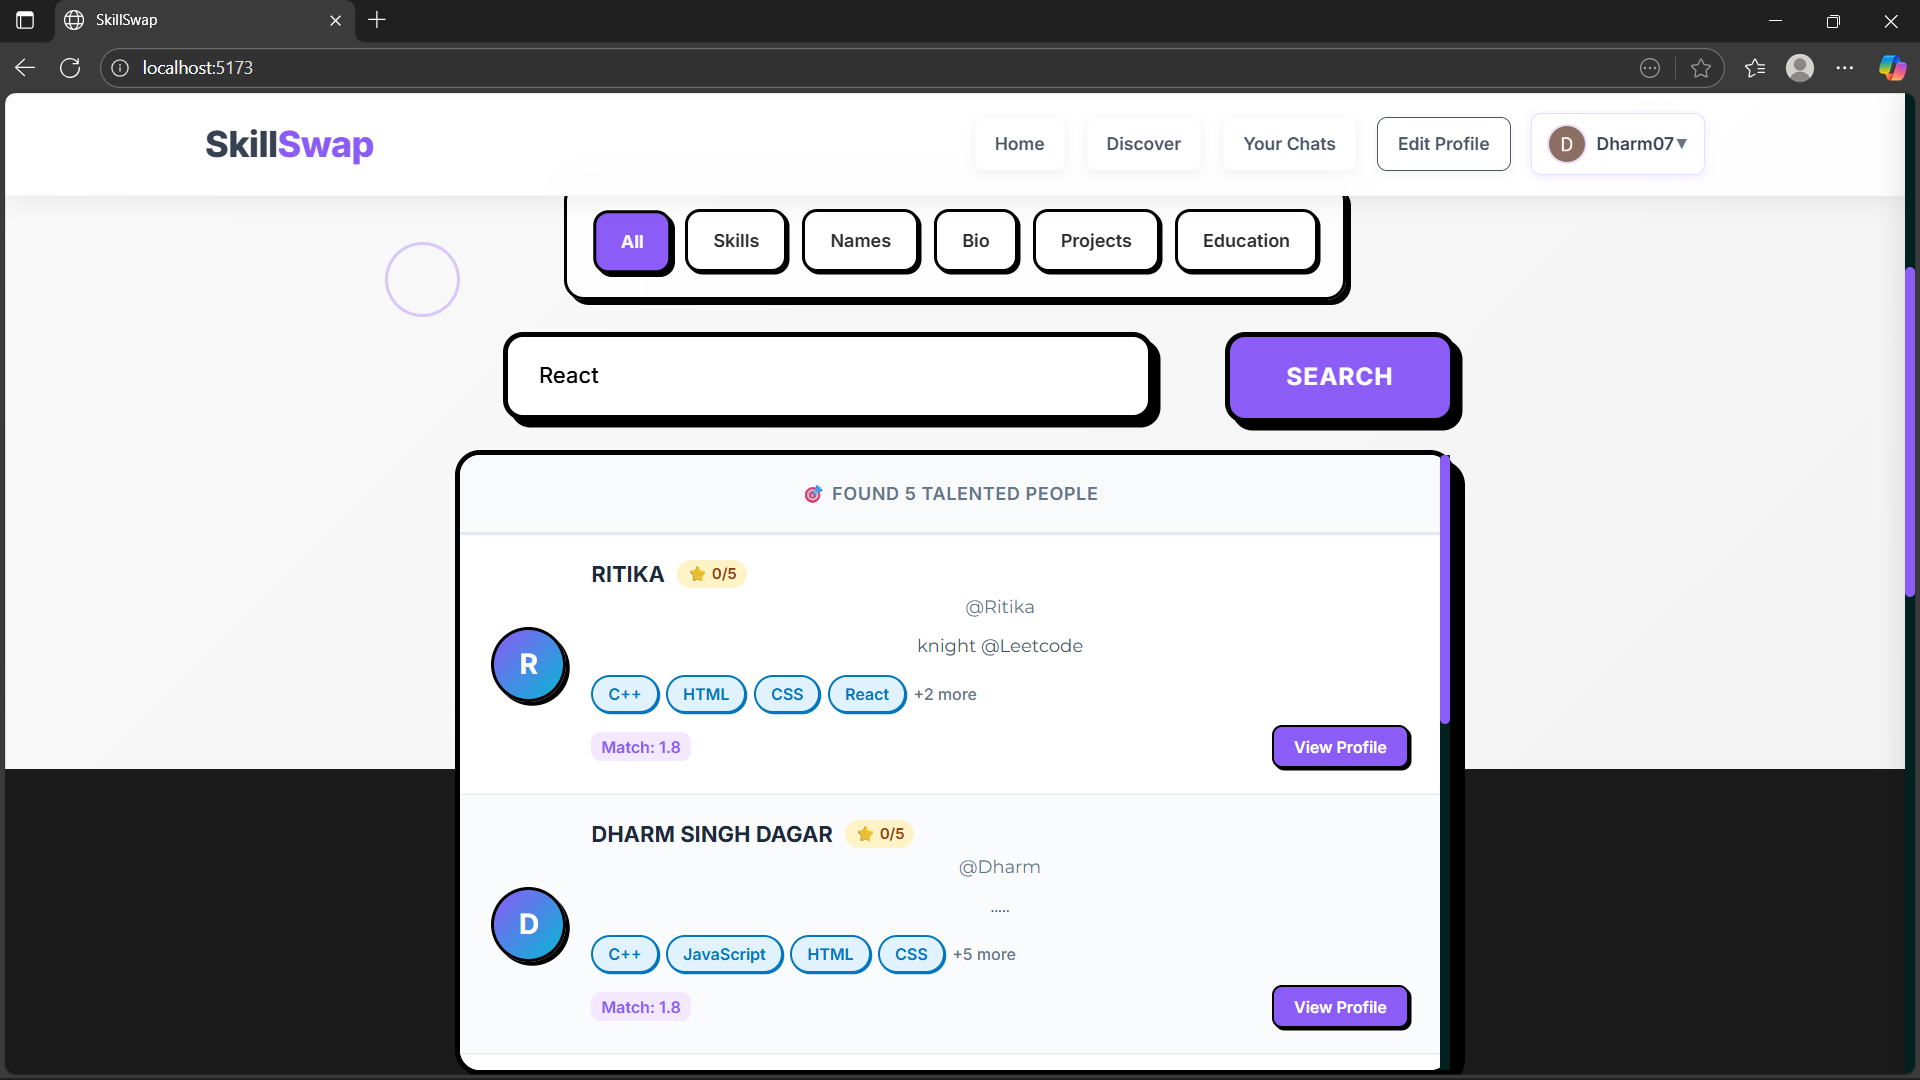 SkillSwap
localhost:5173
SkillSwap
Home
Discover
Your Chats
Edit Profile
D
Dharm07▼
All
Skills
Names
Bio
Projects
Education
React
SEARCH
FOUND 5 TALENTED PEOPLE
RITIKA
0/5
@Ritika
knight @Leetcode
R
C++
HTML
CSS
React
+2 more
Match: 1.8
View Profile
DHARM SINGH DAGAR
0/5
@Dharm
.....
D
C++
JavaScript
HTML
CSS
+5 more
Match: 1.8
View Profile